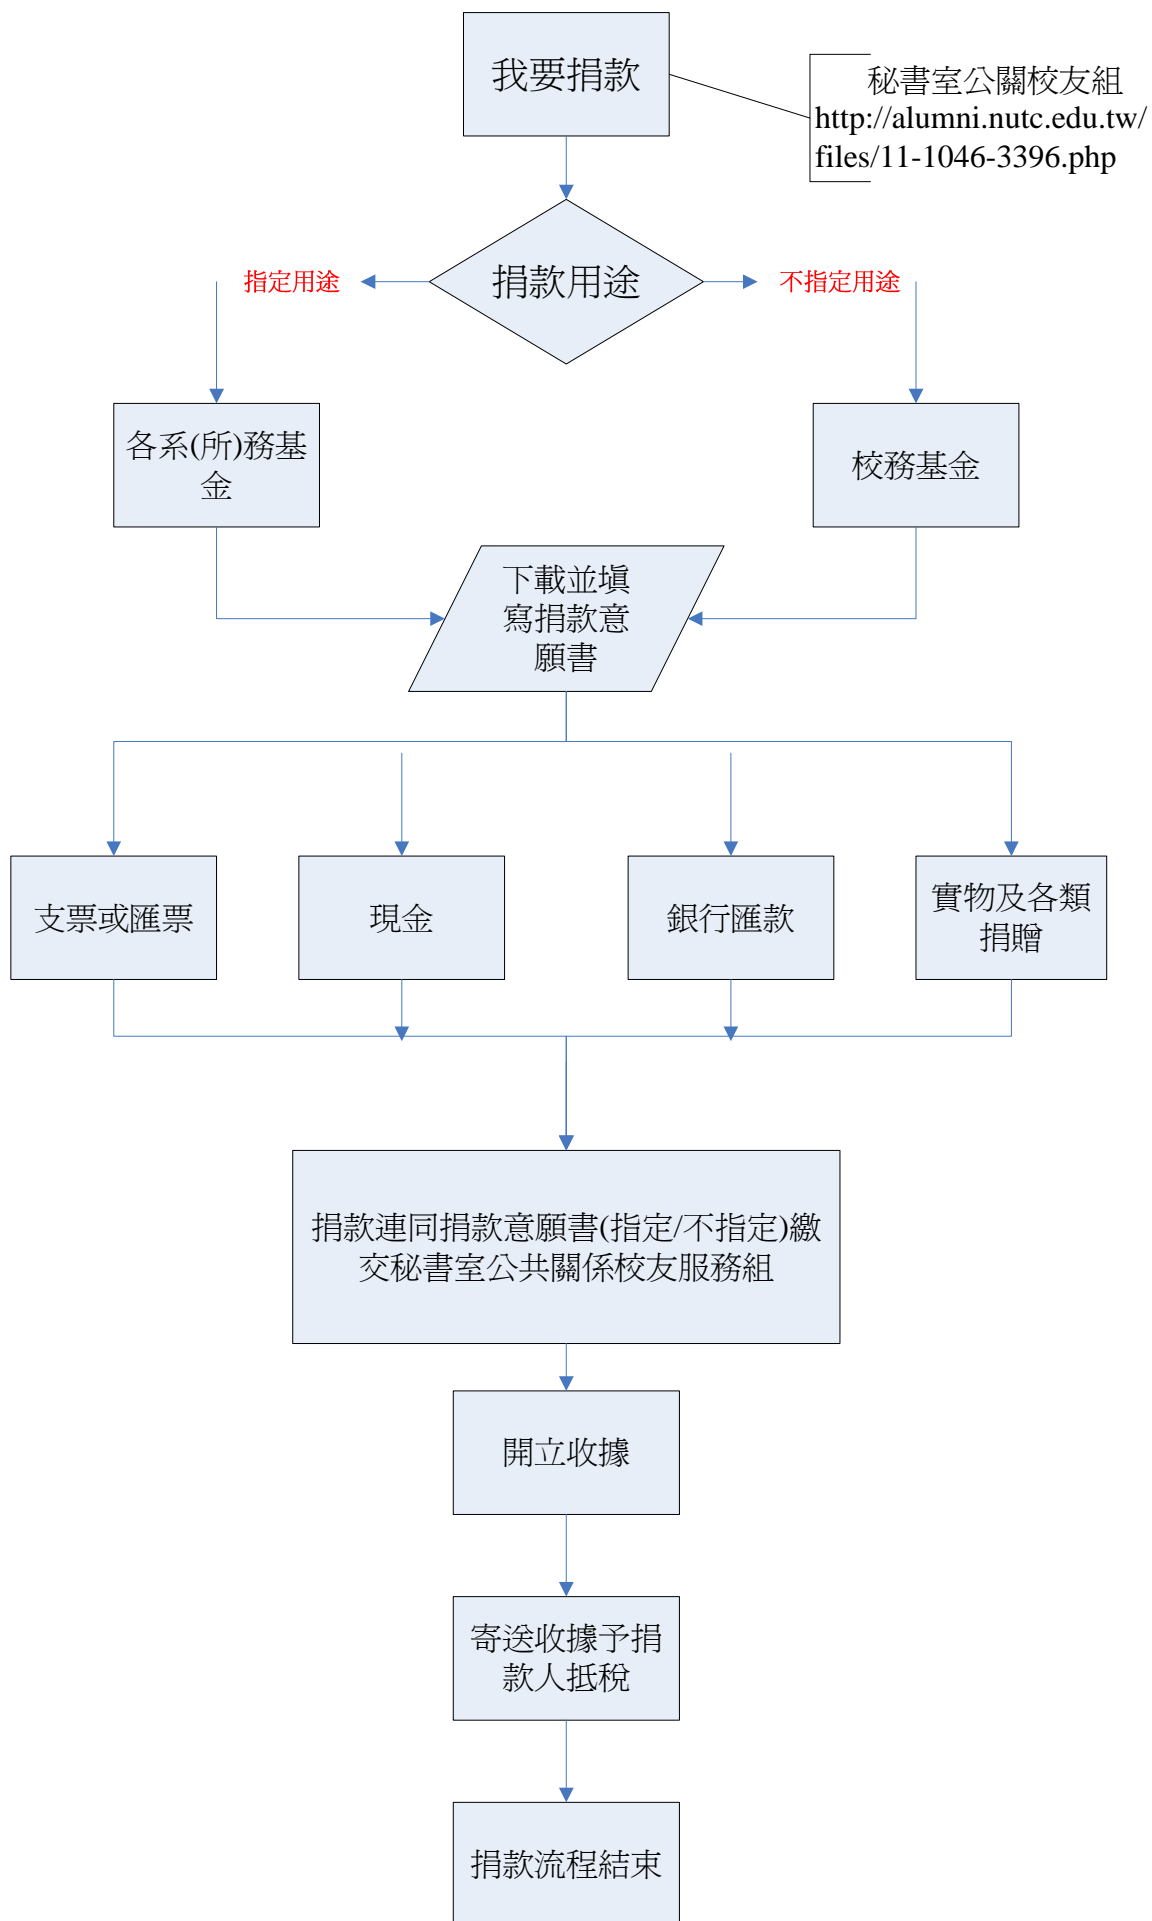 我要捐款
秘書室公關校友組
http://alumni.nutc.edu.tw/
files/11-1046-3396.php
捐款用途
指定用途
不指定用途
各系(所)務基
金
校務基金
下載並填
寫捐款意
願書
支票或匯票
現金
銀行匯款
實物及各類
捐贈
捐款連同捐款意願書(指定/不指定)繳
交秘書室公共關係校友服務組
開立收據
寄送收據予捐
款人抵稅
捐款流程結束